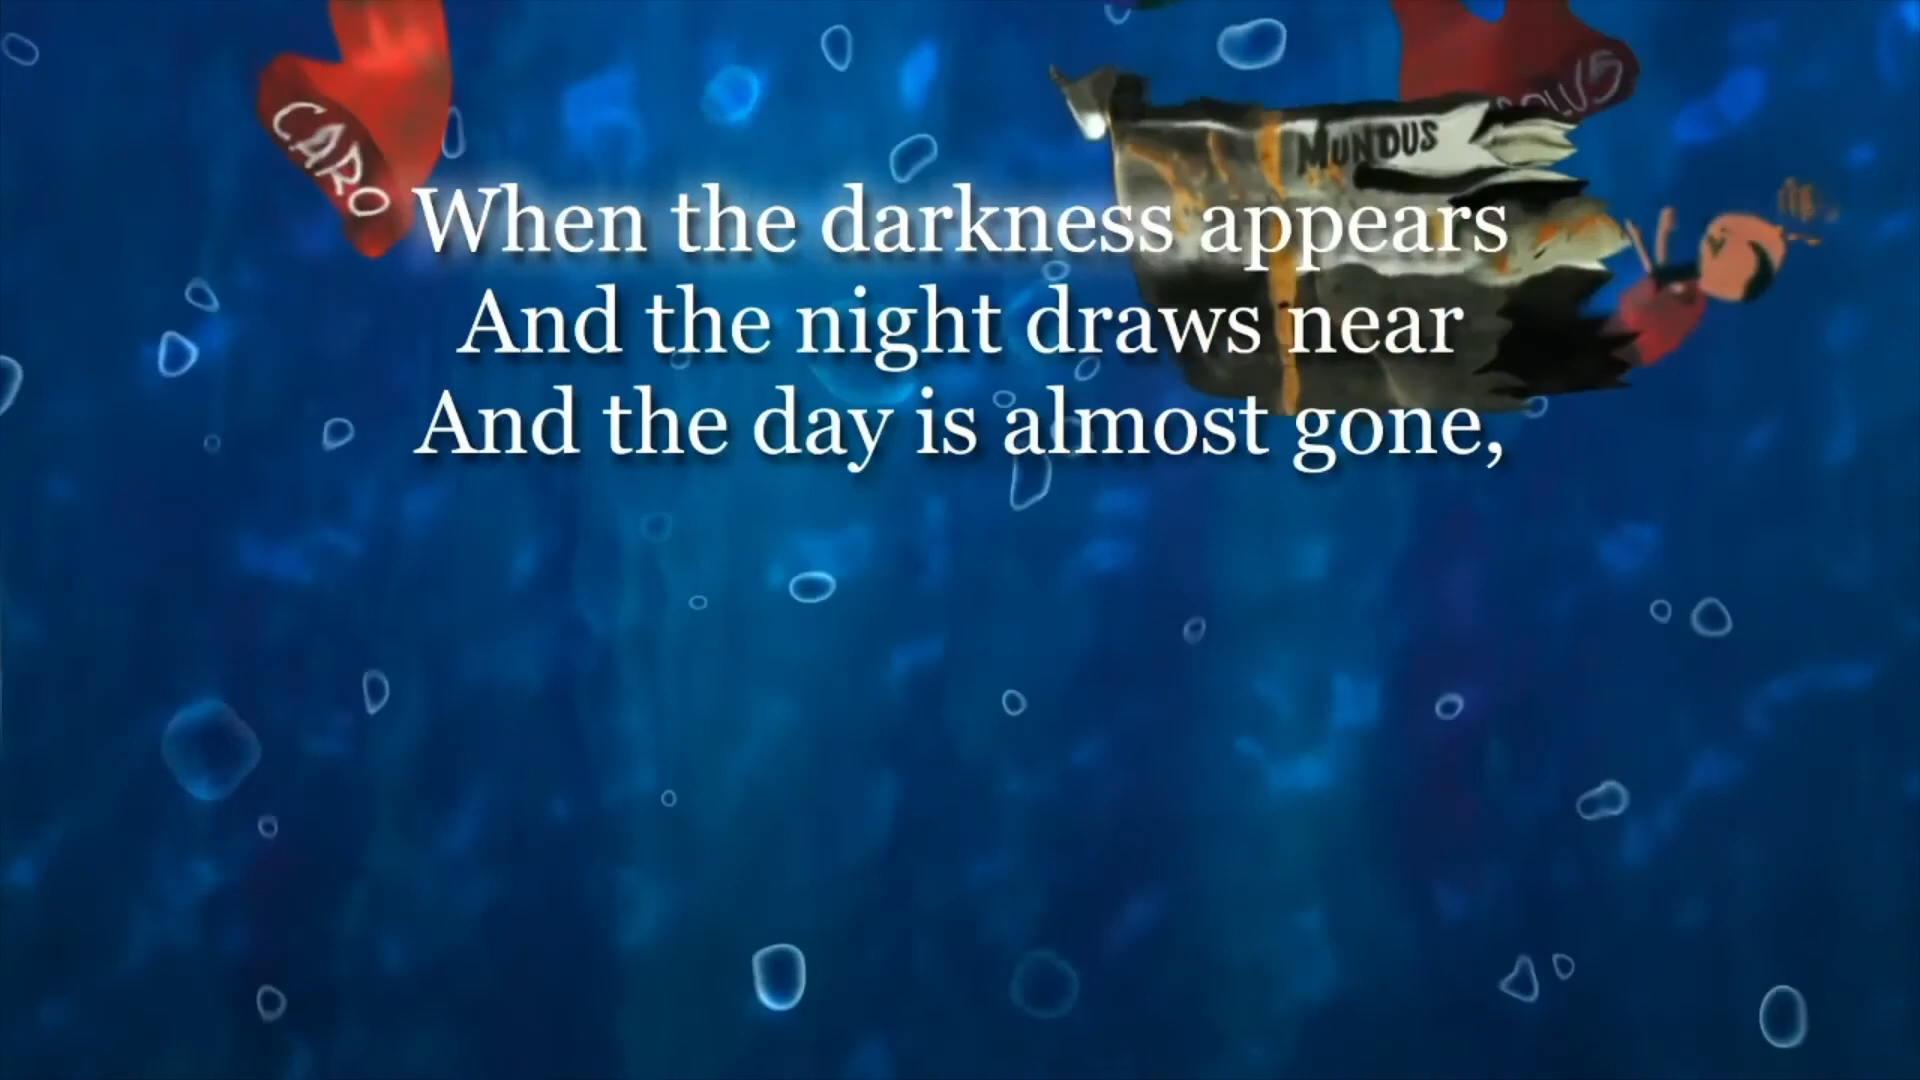 CARO
MUNDUS
When the darkness appears
And the night draws near
And the day is almost gone,